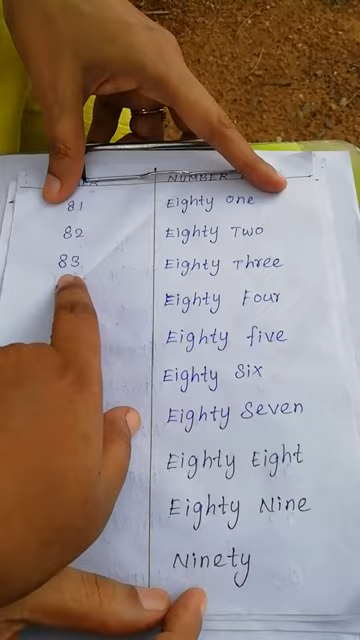 NUMBER
81 Eighty One
82 Eighty Two
83 Eighty Three
Eighty Four
Eighty five
Eighty Six
Eighty Seven
Eighty Eight
Eighty Nine
Ninety